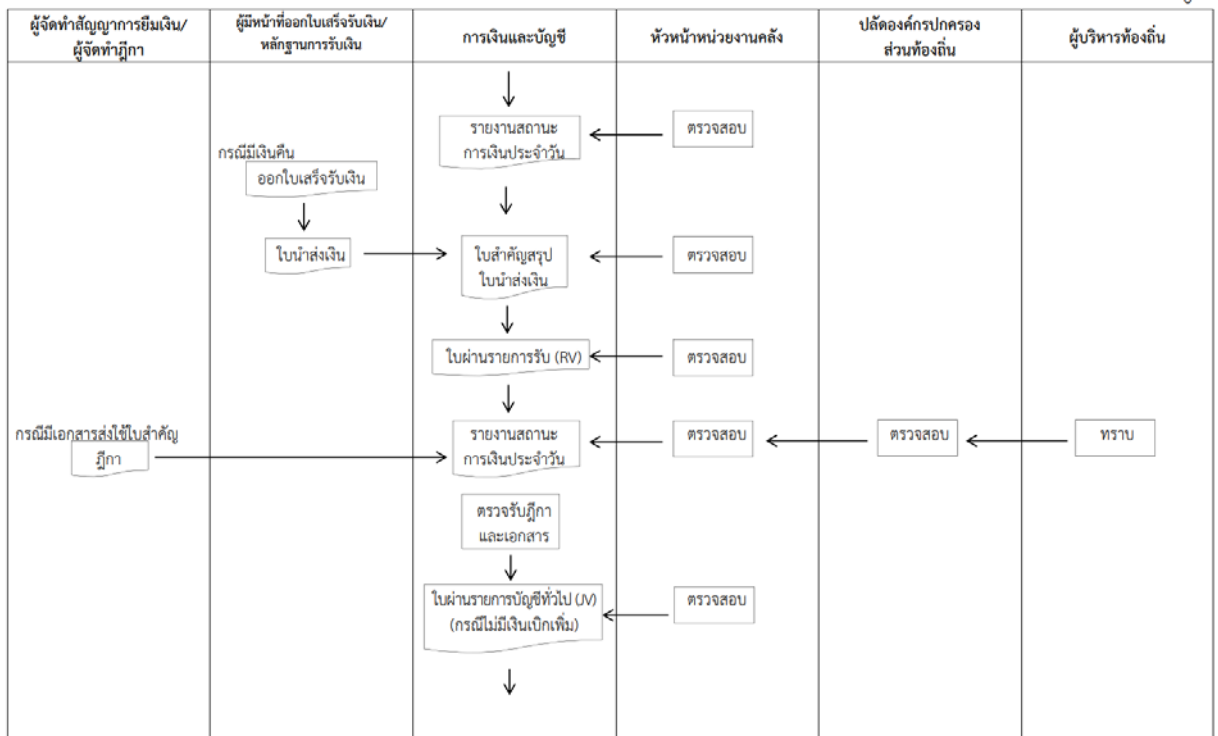 ผู้จัดทำสัญญาการยืมเงิน/
ผู้จัดทำฎีกา
ผู้มีหน้าที่ออกใบเสร็จรับเงิน/
หลักฐานการรับเงิน
การเงินและบัญชี
หัวหน้าหน่วยงานคลัง
ปลัดองค์กรปกครอง
ส่วนท้องถิ่น
ผู้บริหารท้องถิ่น
รายงานสถานะ
การเงินประจำวัน
ตรวจสอบ
กรณีมีเงินคืน
ออกใบเสร็จรับเงิน
ใบนำส่งเงิน
ใบสำคัญสรุป
ใบนำส่งเงิน
ตรวจสอบ
ใบผ่านรายการรับ (RV)
ตรวจสอบ
กรณีมีเอกสารส่งใช้ใบสำคัญ
ฎีกา
รายงานสถานะ
การเงินประจำวัน
ตรวจสอบ
ตรวจสอบ
ทราบ
ตรวจรับฎีกา
และเอกสาร
ใบผ่านรายการบัญชีทั่วไป (JV)
(กรณีไม่มีเงินเบิกเพิ่ม)
ตรวจสอบ